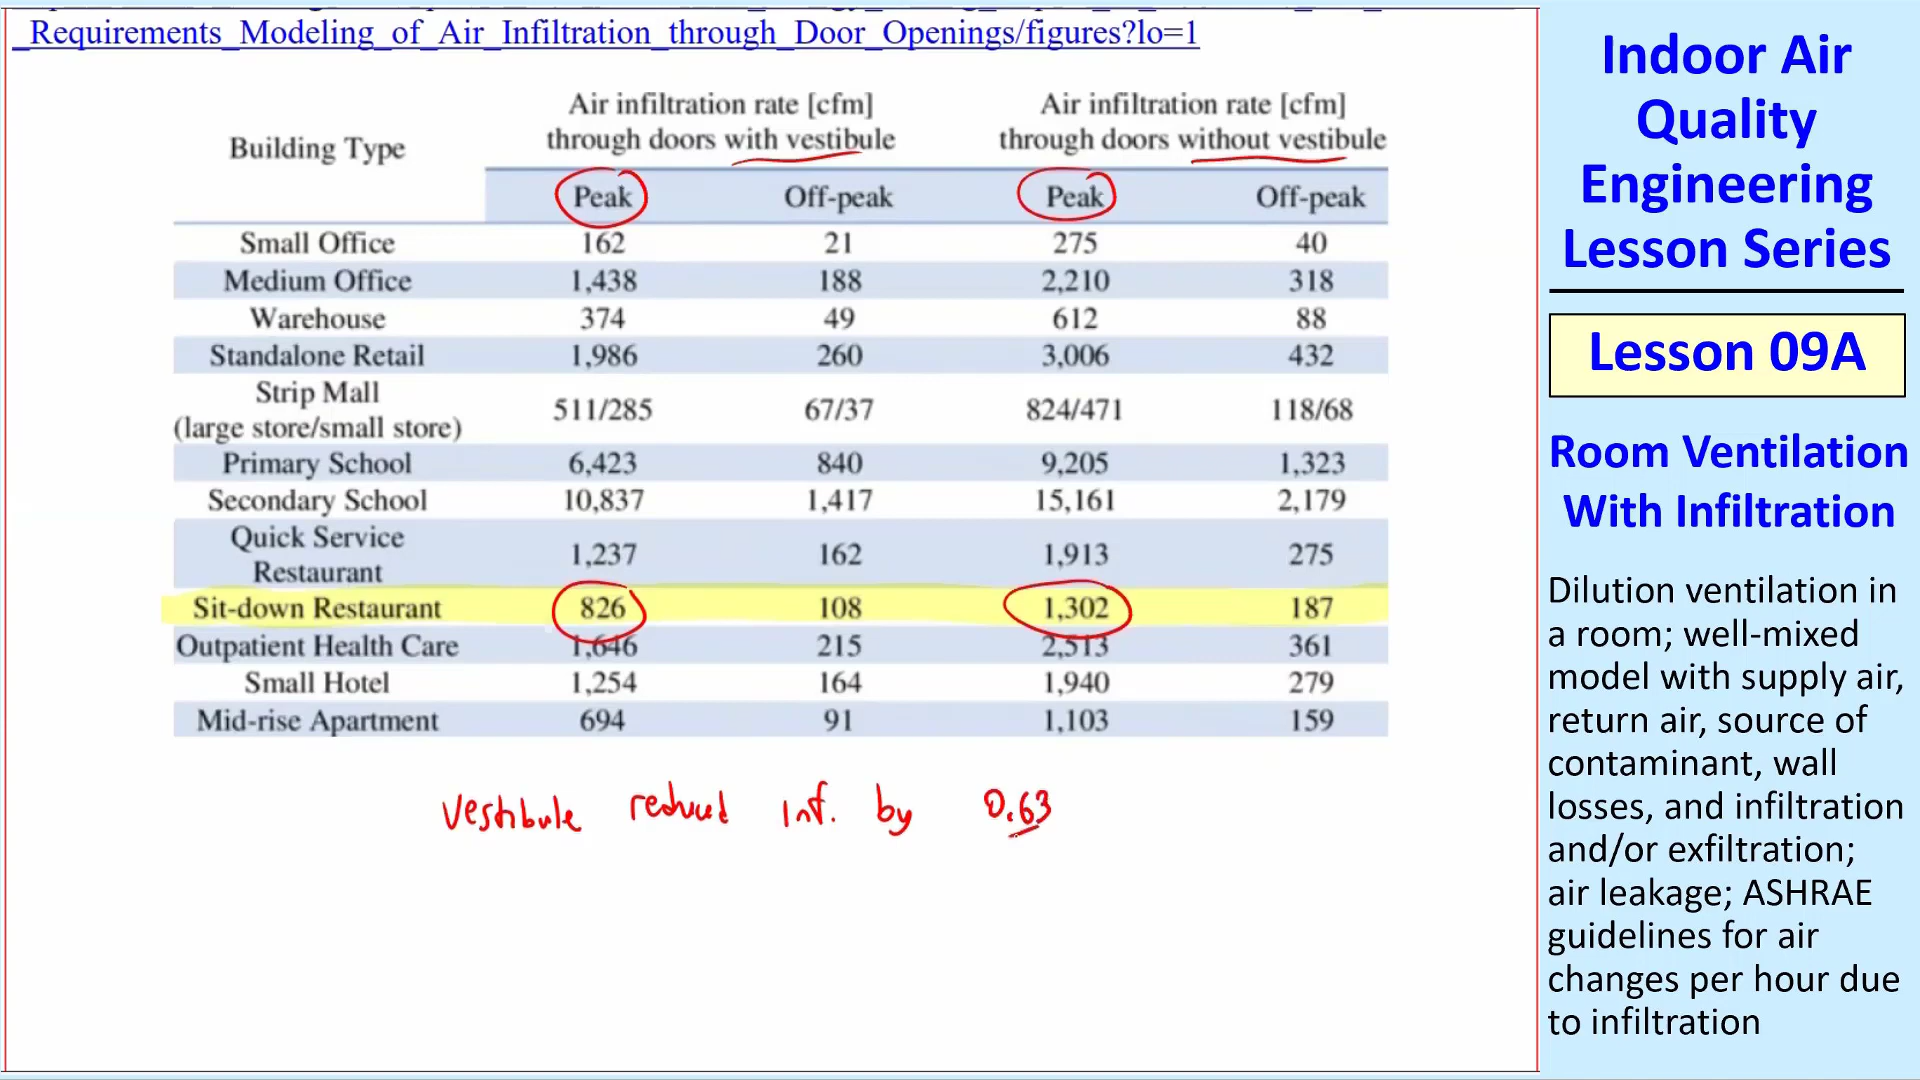 _Requirements_Modeling_of_Air_Infiltration_through_Door_Openings/figures?lo=1
Building Type
Air infiltration rate [cfm]
through doors with vestibule
Air infiltration rate [cfm]
through doors without vestibule
Peak Off-peak Peak Off-peak
Small Office 162 21 275 40
Medium Office 1,438 188 2,210 318
Warehouse 374 49 612 88
Standalone Retail 1,986 260 3,006 432
Strip Mall
(large store/small store) 511/285 67/37 824/471 118/68
Primary School 6,423 840 9,205 1,323
Secondary School 10,837 1,417 15,161 2,179
Quick Service
Restaurant 1,237 162 1,913 275
Sit-down Restaurant 826 108 1,302 187
Outpatient Health Care 1,646 215 2,513 361
Small Hotel 1,254 164 1,940 279
Mid-rise Apartment 694 91 1,103 159
Vestibule reduced inf. by 0.63
Indoor Air
Quality
Engineering
Lesson Series
Lesson 09A
Room Ventilation
With Infiltration
Dilution ventilation in
a room; well-mixed
model with supply air,
return air, source of
contaminant, wall
losses, and infiltration
and/or exfiltration;
air leakage; ASHRAE
guidelines for air
changes per hour due
to infiltration